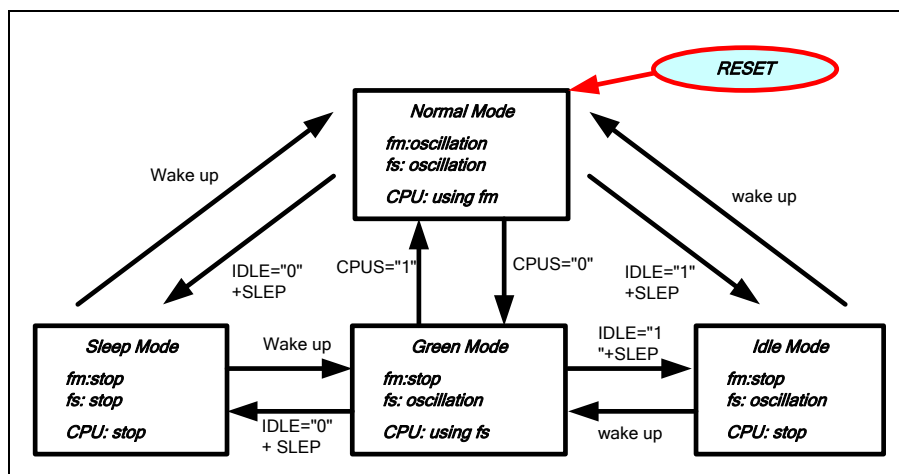 RESET
Normal Mode
fm:oscillation
fs: oscillation
CPU: using fm
Wake up
wake up
IDLE="0"
+SLEP
CPUS="1"
CPUS="0"
IDLE="1"
+SLEP
Sleep Mode
fm:stop
fs: stop
CPU: stop
Wake up
IDLE="0"
+ SLEP
Green Mode
fm:stop
fs: oscillation
CPU: using fs
IDLE="1
"+SLEP
wake up
Idle Mode
fm:stop
fs: oscillation
CPU: stop